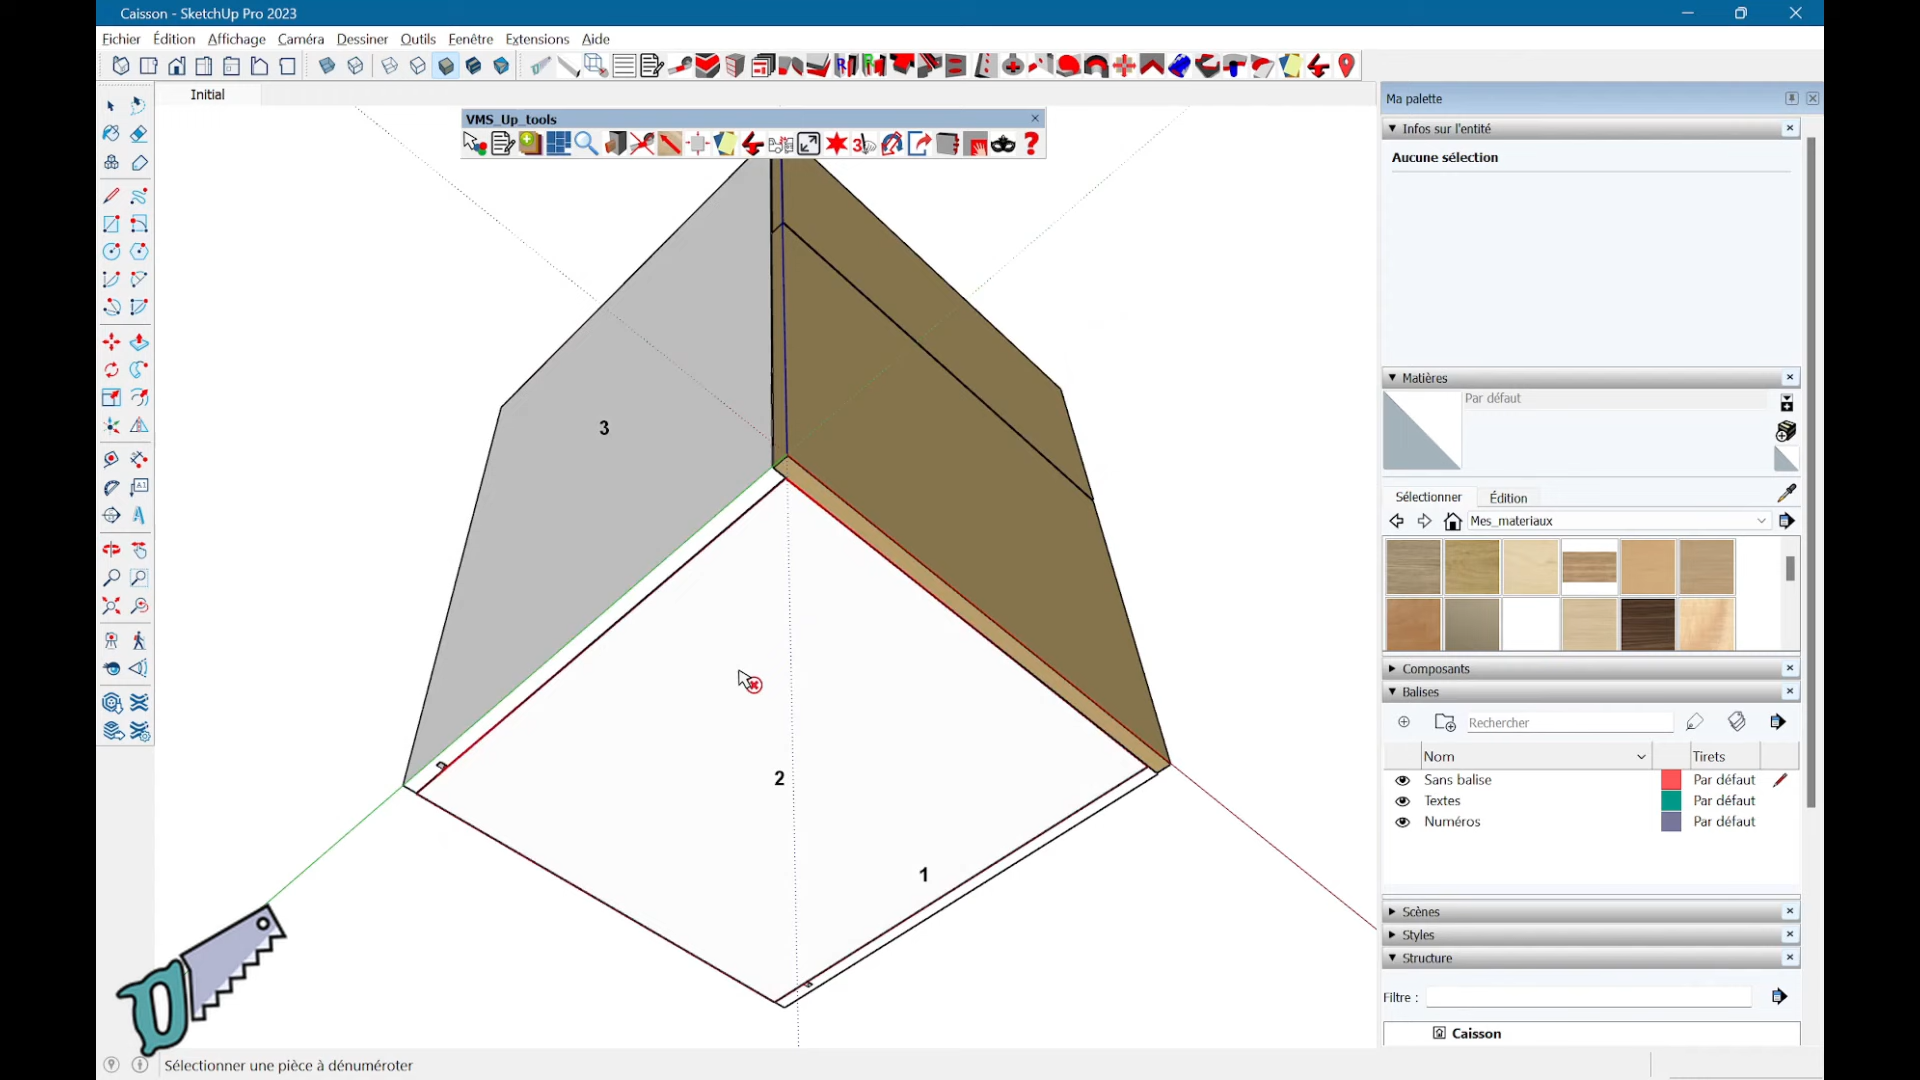 Caisson - SketchUp Pro 2023
Fichier Édition Affichage Caméra Dessiner Outils Fenêtre Extensions Aide
Initial
VMS_Up_tools
Ma palette
Infos sur l'entité
Aucune sélection
Matières
Par défaut
Sélectionner Édition
Mes_materiaux
Composants
Balises
Rechercher
Nom Tirets
Sans balise Par défaut
Textes Par défaut
Numéros Par défaut
Scènes
Styles
Structure
Filtre :
Caisson
3
2
1
Sélectionner une pièce à dénuméroter